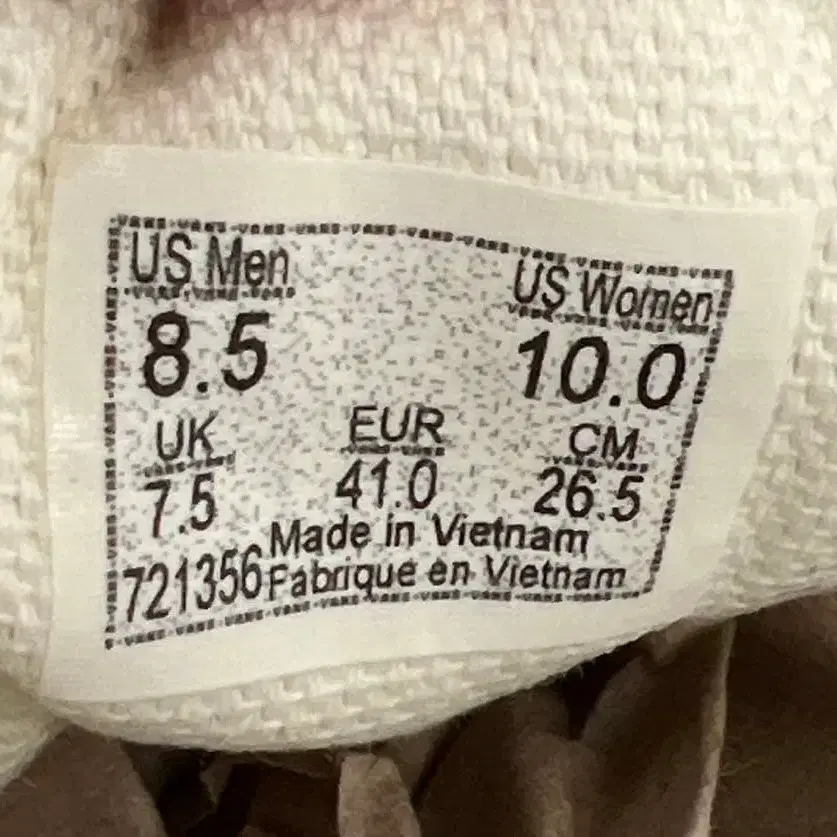 US Men US Women
8.5 10.0
UK EUR CM
7.5 41.0 26.5
Made in Vietnam
721356 Fabrique en Vietnam